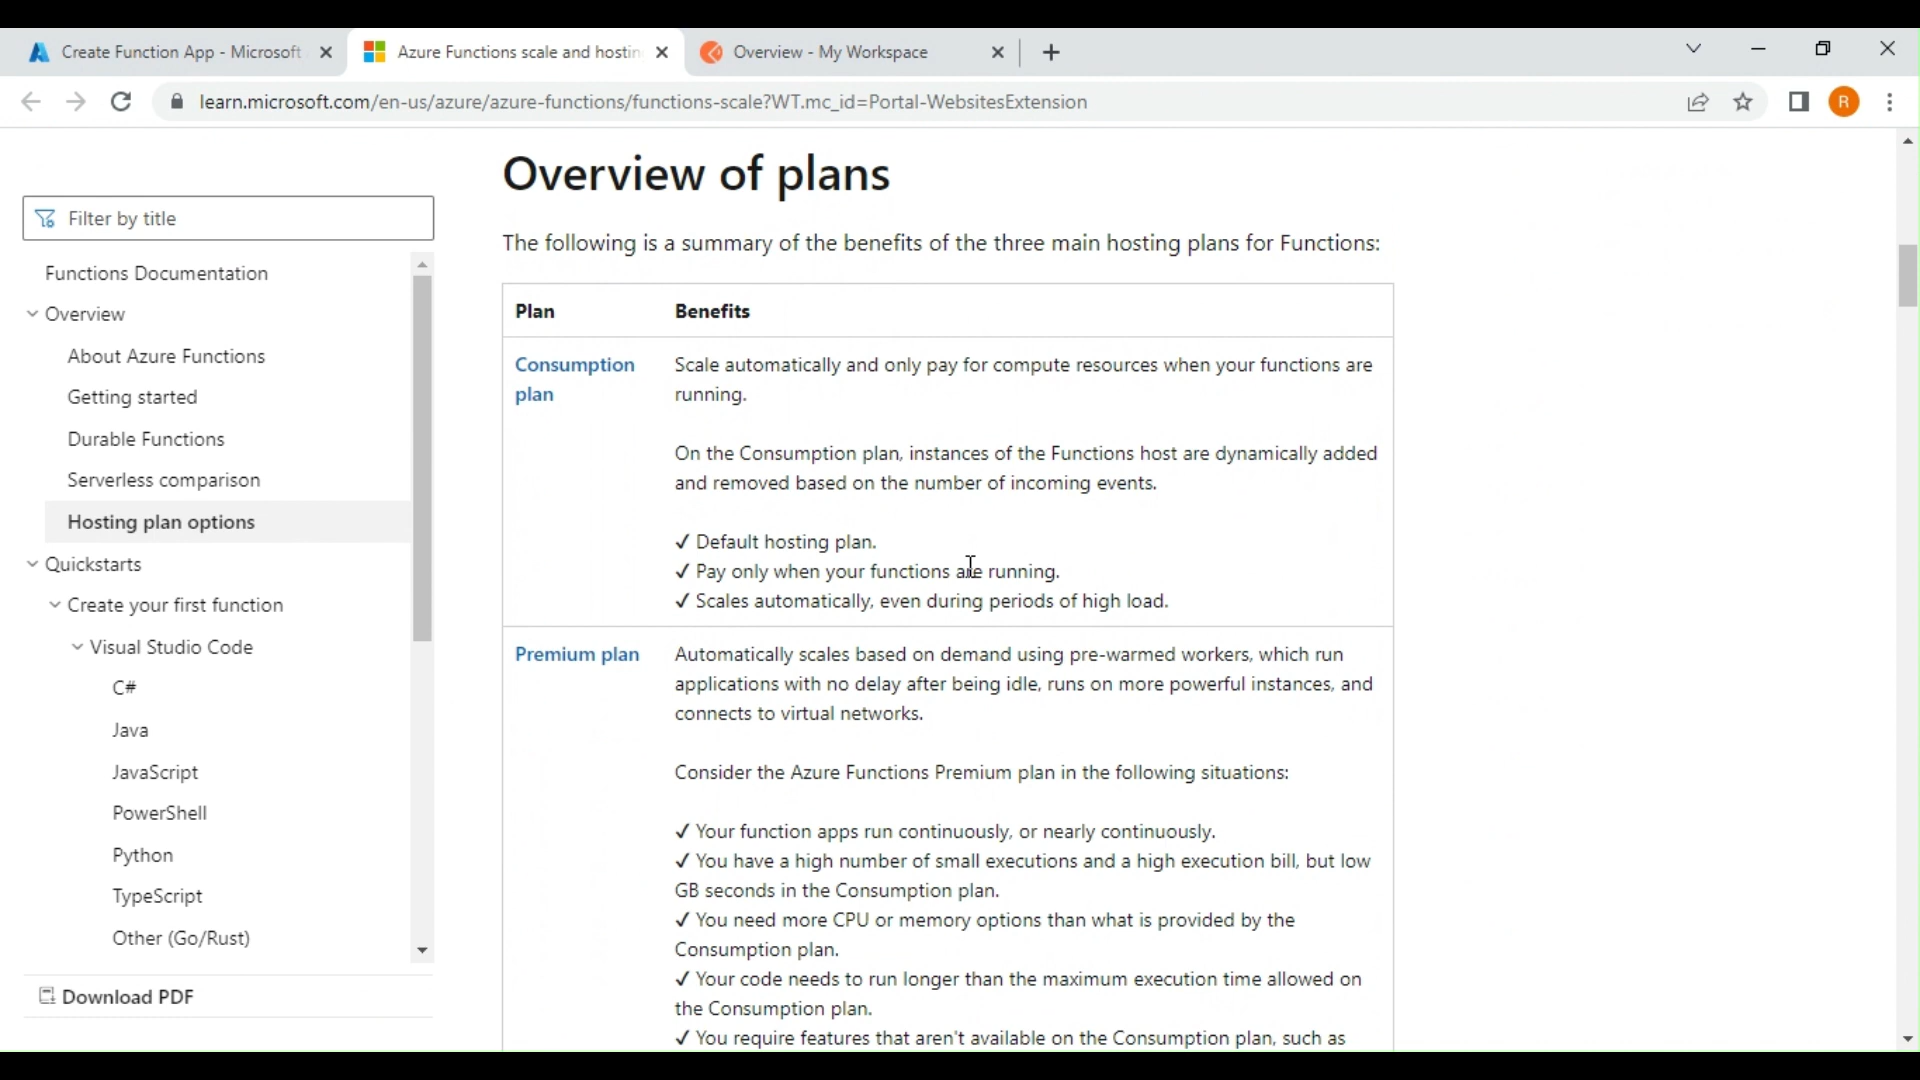 Create Function App - Microsoft
Azure Functions scale and hostin
Overview - My Workspace
learn.microsoft.com/en-us/azure/azure-functions/functions-scale?WT.mc_id=Portal-WebsitesExtension
R
Filter by title
Functions Documentation
Overview
About Azure Functions
Getting started
Durable Functions
Serverless comparison
Hosting plan options
Quickstarts
Create your first function
Visual Studio Code
C#
Java
JavaScript
PowerShell
Python
TypeScript
Other (Go/Rust)
Download PDF
Overview of plans
The following is a summary of the benefits of the three main hosting plans for Functions:
Plan Benefits
Consumption plan
Scale automatically and only pay for compute resources when your functions are
running.
On the Consumption plan, instances of the Functions host are dynamically added
and removed based on the number of incoming events.
✓ Default hosting plan.
✓ Pay only when your functions are running.
✓ Scales automatically, even during periods of high load.
Premium plan
Automatically scales based on demand using pre-warmed workers, which run
applications with no delay after being idle, runs on more powerful instances, and
connects to virtual networks.
Consider the Azure Functions Premium plan in the following situations:
✓ Your function apps run continuously, or nearly continuously.
✓ You have a high number of small executions and a high execution bill, but low
GB seconds in the Consumption plan.
✓ You need more CPU or memory options than what is provided by the
Consumption plan.
✓ Your code needs to run longer than the maximum execution time allowed on
the Consumption plan.
✓ You require features that aren't available on the Consumption plan, such as